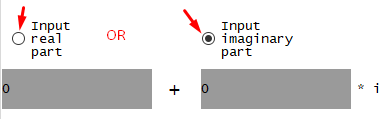 Input
real
part
OR
Input
imaginary
part
0 + 0 * i